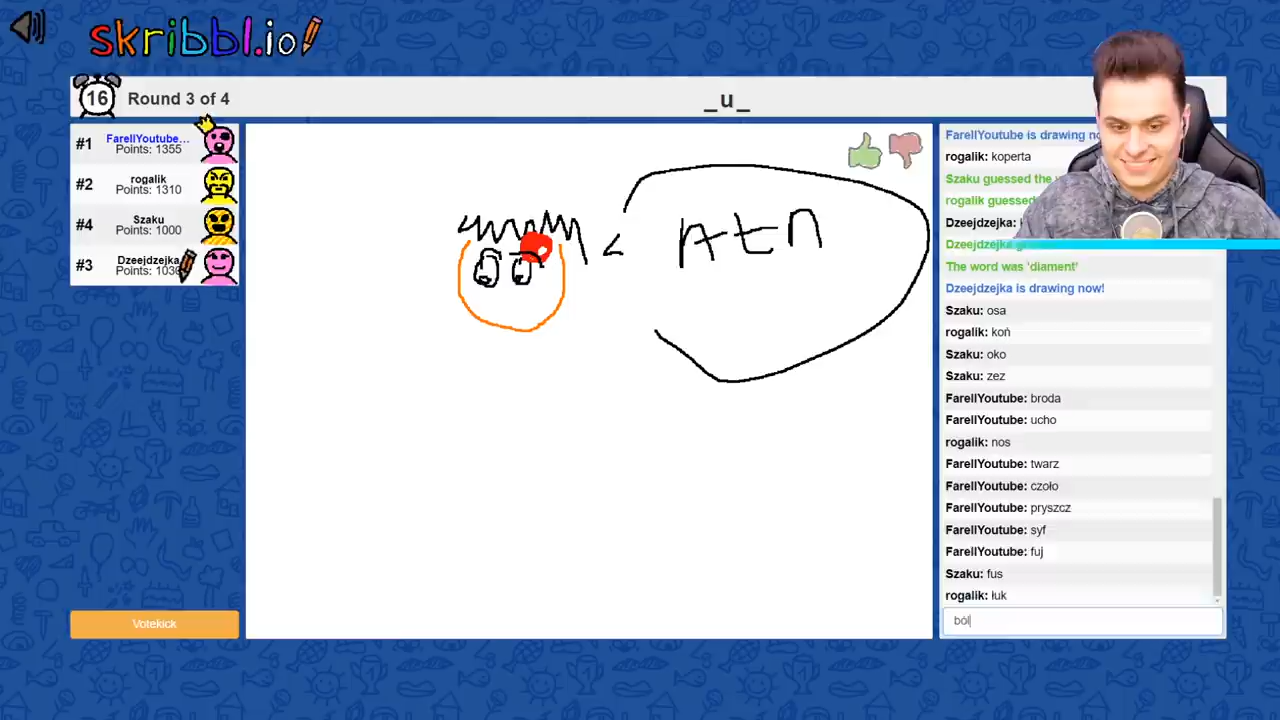 skribbl.io
16 Round 3 of 4 _u_
#1 FarellYoutube...
Points: 1355
#2 rogalik
Points: 1310
#4 Szaku
Points: 1000
#3 Dzeejdzejka
Votekick
AtN
FarellYoutube is drawing
rogalik: koperta
Szaku guessed the
rogalik guessed
Dzeejdzejka:
Dzeejdzejka
The word was 'diament'
Dzeejdzejka is drawing now!
Szaku: osa
rogalik: koń
Szaku: oko
Szaku: zez
FarellYoutube: broda
FarellYoutube: ucho
rogalik: nos
FarellYoutube: twarz
FarellYoutube: czoło
FarellYoutube: pryszcz
FarellYoutube: syf
FarellYoutube: fuj
Szaku: fus
rogalik: łuk
ból